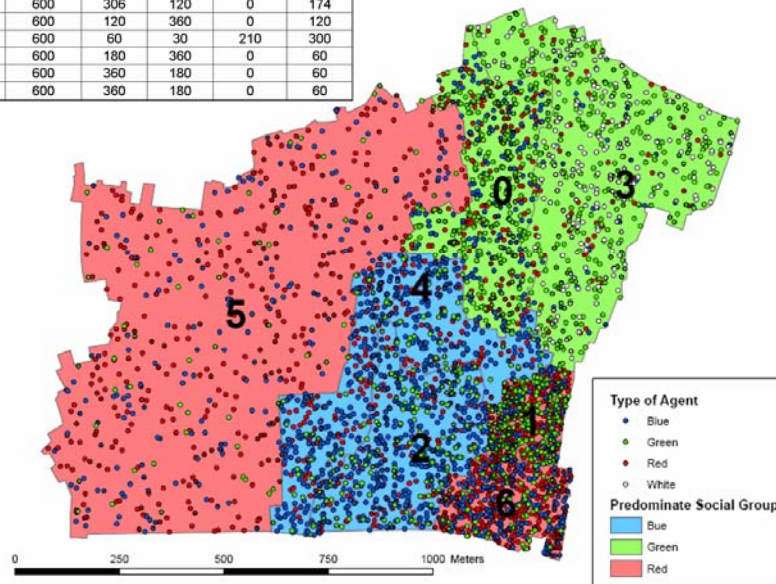 600 306 120 0 174
600 120 360 0 120
600 60 30 210 300
600 180 360 0 60
600 360 180 0 60
600 360 180 0 60
0
3
4
5
1
2
6
Type of Agent
Blue
Green
Red
White
Predominate Social Group
Blue
Green
Red
0 250 500 750 1000 Meters